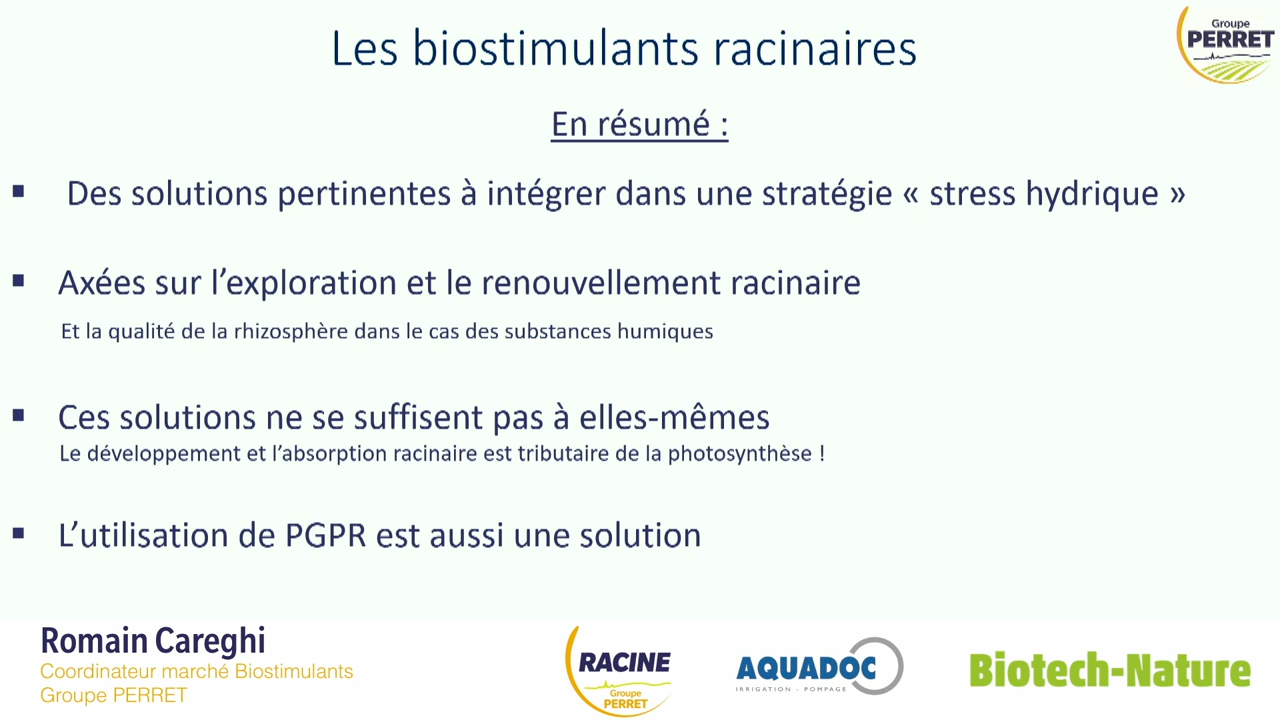 Les biostimulants racinaires
Groupe
PERRET
En résumé :
▪ Des solutions pertinentes à intégrer dans une stratégie « stress hydrique »
▪ Axées sur l’exploration et le renouvellement racinaire
Et la qualité de la rhizosphère dans le cas des substances humiques
▪ Ces solutions ne se suffisent pas à elles-mêmes
Le développement et l’absorption racinaire est tributaire de la photosynthèse !
▪ L’utilisation de PGPR est aussi une solution
Romain Careghi
Coordinateur marché Biostimulants
Groupe PERRET
RACINE
Groupe
PERRET
AQUADOC
IRRIGATION - POMPAGE
Biotech-Nature